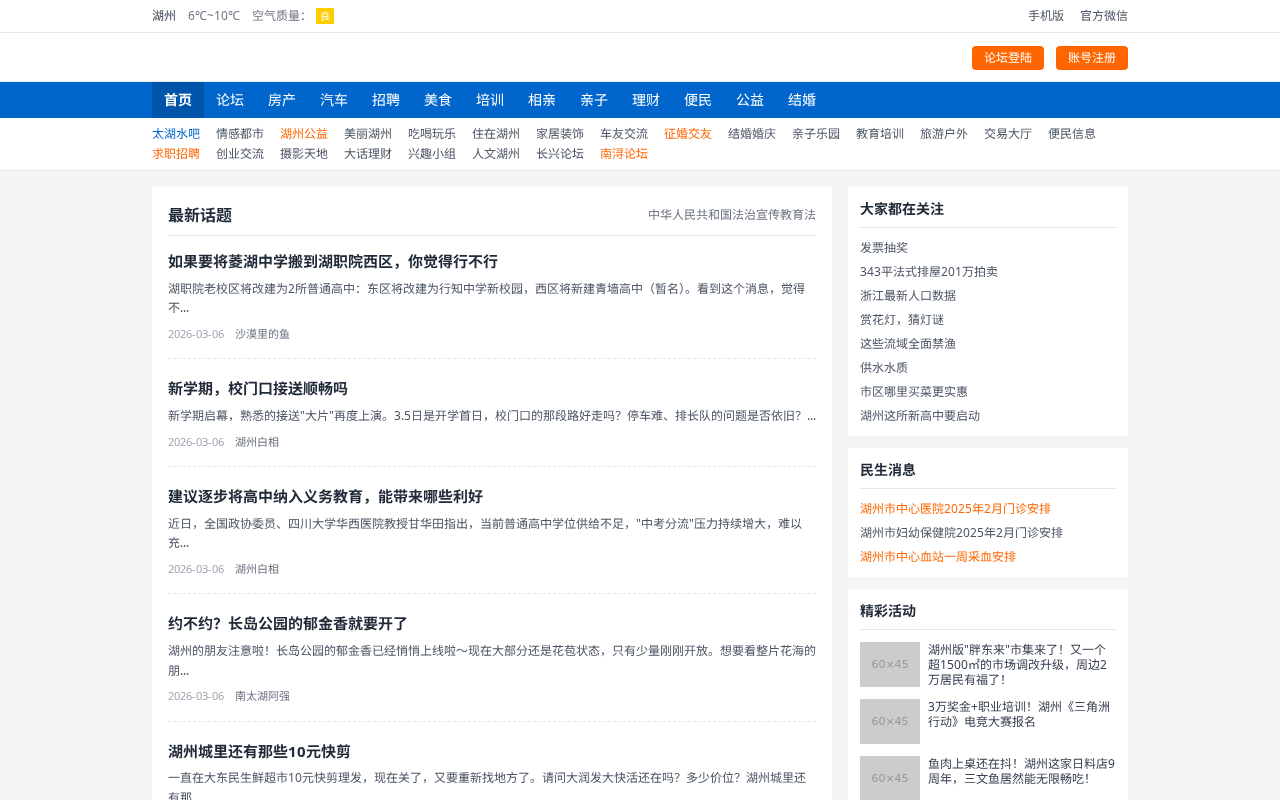 湖州 6℃~10℃ 空气质量： 良 手机版 官方微信
论坛登陆 账号注册
首页 论坛 房产 汽车 招聘 美食 培训 相亲 亲子 理财 便民 公益 结婚
太湖水吧 情感都市 湖州公益 美丽湖州 吃喝玩乐 住在湖州 家居装饰 车友交流 征婚交友 结婚婚庆 亲子乐园 教育培训 旅游户外 交易大厅 便民信息
求职招聘 创业交流 摄影天地 大话理财 兴趣小组 人文湖州 长兴论坛 南浔论坛
最新话题 中华人民共和国法治宣传教育法
如果要将菱湖中学搬到湖职院西区，你觉得行不行
湖职院老校区将改建为2所普通高中：东区将改建为行知中学新校园，西区将新建青墙高中（暂名）。看到这个消息，觉得
不...
2026-03-06 沙漠里的鱼
新学期，校门口接送顺畅吗
新学期启幕，熟悉的接送"大片"再度上演。3.5日是开学首日，校门口的那段路好走吗？停车难、排长队的问题是否依旧？...
2026-03-06 湖州白相
建议逐步将高中纳入义务教育，能带来哪些利好
近日，全国政协委员、四川大学华西医院教授甘华田指出，当前普通高中学位供给不足，"中考分流"压力持续增大，难以
充...
2026-03-06 湖州白相
约不约？长岛公园的郁金香就要开了
湖州的朋友注意啦！长岛公园的郁金香已经悄悄上线啦～现在大部分还是花苞状态，只有少量刚刚开放。想要看整片花海的
朋...
2026-03-06 南太湖阿强
湖州城里还有那些10元快剪
一直在大东民生鲜超市10元快剪理发，现在关了，又要重新找地方了。请问大润发大快活还在吗？多少价位？湖州城里还
有那...
大家都在关注
发票抽奖
343平法式排屋201万拍卖
浙江最新人口数据
赏花灯，猜灯谜
这些流域全面禁渔
供水水质
市区哪里买菜更实惠
湖州这所新高中要启动
民生消息
湖州市中心医院2025年2月门诊安排
湖州市妇幼保健院2025年2月门诊安排
湖州市中心血站一周采血安排
精彩活动
60×45
湖州版"胖东来"市集来了！又一个
超1500㎡的市场调改升级，周边2
万居民有福了！
60×45
3万奖金+职业培训！湖州《三角洲
行动》电竞大赛报名
60×45
鱼肉上桌还在抖！湖州这家日料店9
周年，三文鱼居然能无限畅吃！